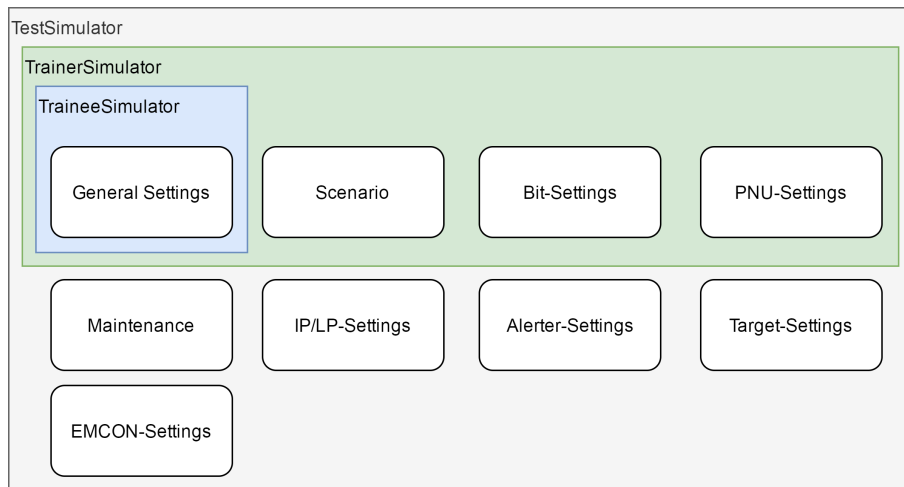 TestSimulator
TrainerSimulator
TraineeSimulator
General Settings
Scenario
Bit-Settings
PNU-Settings
Maintenance
IP/LP-Settings
Alerter-Settings
Target-Settings
EMCON-Settings